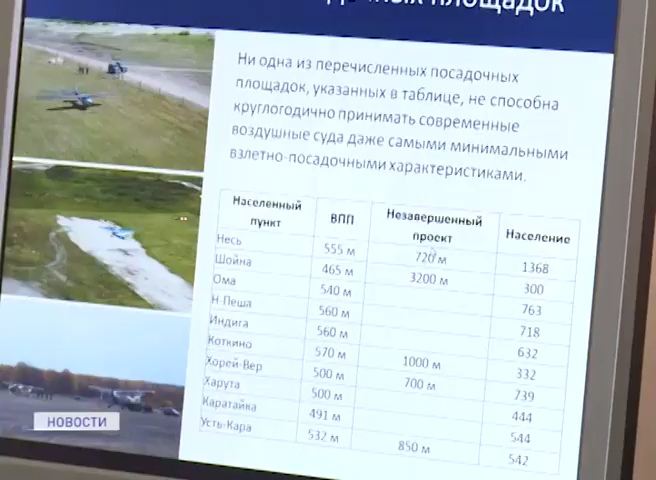 площадок
Ни одна из перечисленных посадочных
площадок, указанных в таблице, не способна
круглогодично принимать современные
воздушные суда даже самыми минимальными
взлетно-посадочными характеристиками.
Населенный пункт ВПП Незавершенный проект Население
Несь 555 м 720 м 1368
Шойна 465 м 3200 м 300
Ома 540 м 763
Н-Пеша 560 м 718
Индига 560 м 632
Коткино 570 м 1000 м 332
Хорей-Вер 500 м 700 м 739
Харута 500 м 444
Каратайка 491 м 544
Усть-Кара 532 м 850 м 542
НОВОСТИ